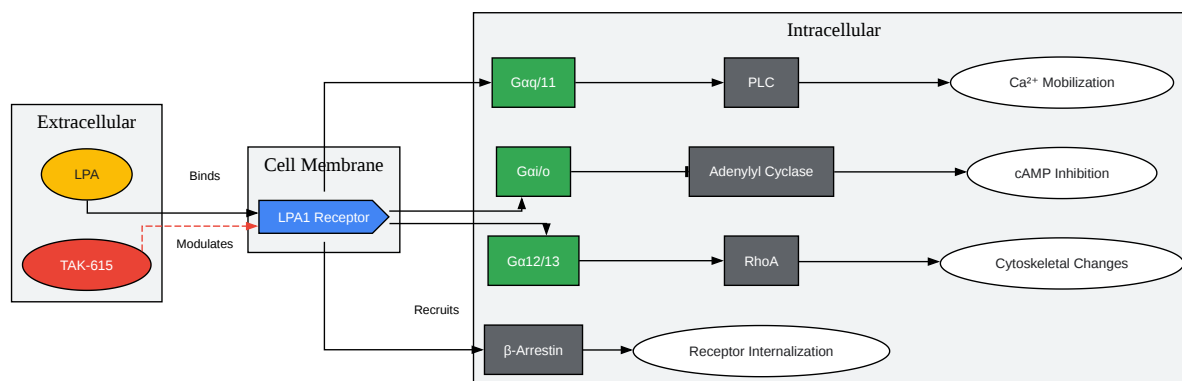 Intracellular
Gαq/11
PLC
Ca²⁺ Mobilization
Extracellular
LPA
Binds
Cell Membrane
Gαi/o
Adenylyl Cyclase
cAMP Inhibition
LPA1 Receptor
Modulates
TAK-615
Gα12/13
RhoA
Cytoskeletal Changes
Recruits
β-Arrestin
Receptor Internalization